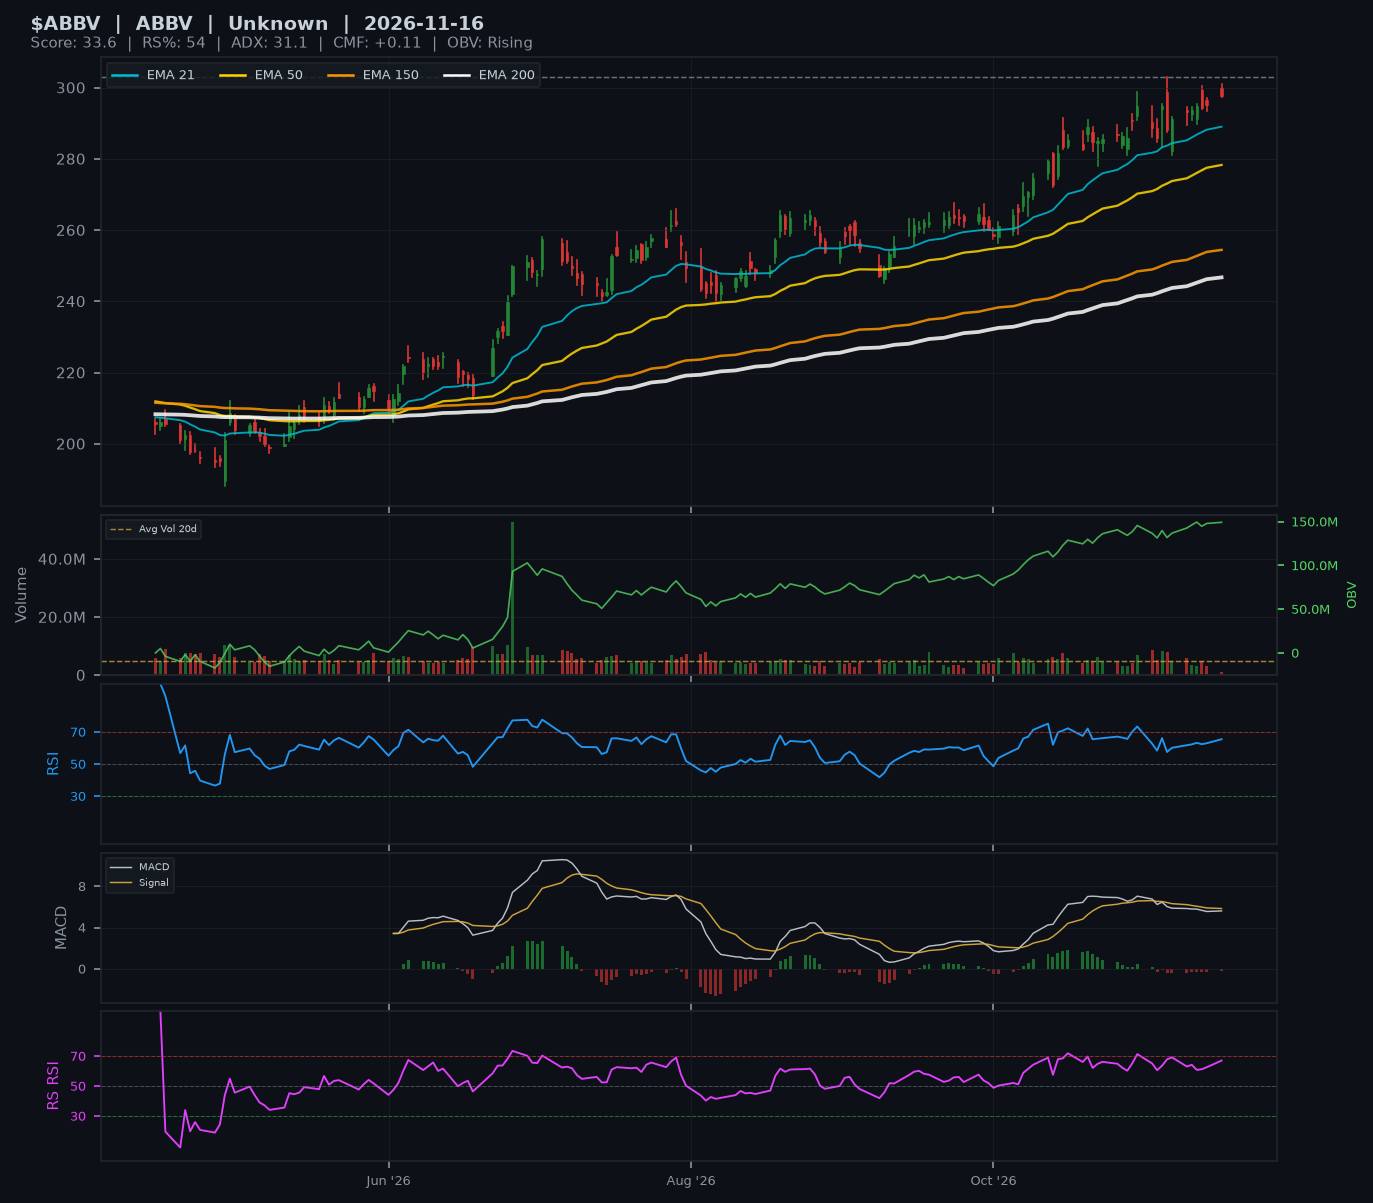 $ABBV | ABBV | Unknown | 2026-11-16
Score: 33.6 | RS%: 54 | ADX: 31.1 | CMF: +0.11 | OBV: Rising
EMA 21 EMA 50 EMA 150 EMA 200
300
280
260
240
220
200
Avg Vol 20d
Volume
40.0M
20.0M
0
150.0M
100.0M
50.0M
0
OBV
RSI
70
50
30
MACD
Signal
MACD
8
4
0
RS RSI
70
50
30
Jun '26 Aug '26 Oct '26